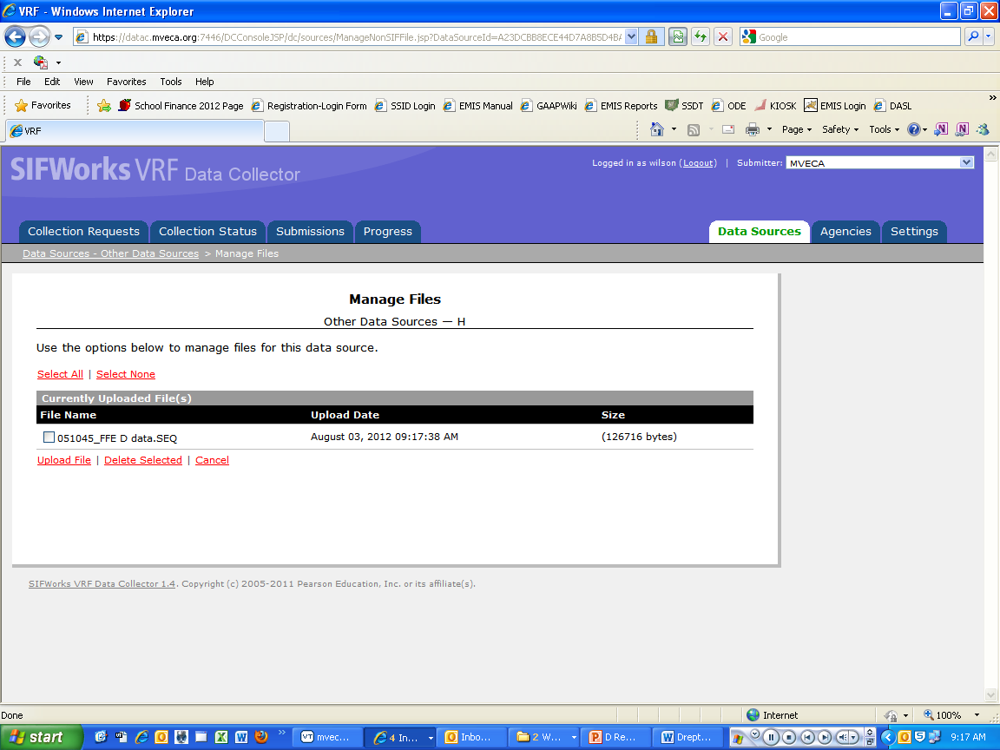 VRF - Windows Internet Explorer
https://datac.mveca.org:7446/DCConsoleJSP/dc/sources/ManageNonSIFFile.jsp?DataSourceId=A23DCBB8ECE44D7A8B5D4BA
Google
File Edit View Favorites Tools Help
Favorites School Finance 2012 Page Registration-Login Form SSID Login EMIS Manual GAAPWiki EMIS Reports SSDT ODE KIOSK EMIS Login DASL
VRF Page Safety Tools
SIFWorks VRF Data Collector
Logged in as wilson (Logout) | Submitter: MVECA
Collection Requests Collection Status Submissions Progress Data Sources Agencies Settings
Data Sources - Other Data Sources > Manage Files
Manage Files
Other Data Sources — H
Use the options below to manage files for this data source.
Select All | Select None
Currently Uploaded File(s)
File Name Upload Date Size
051045_FFE D data.SEQ August 03, 2012 09:17:38 AM (126716 bytes)
Upload File | Delete Selected | Cancel
SIFWorks VRF Data Collector 1.4. Copyright (c) 2005-2011 Pearson Education, Inc. or its affiliate(s).
Done Internet 100%
start mvec... 4 In... Inbo... 2 W... D Re... Drept... 9:17 AM